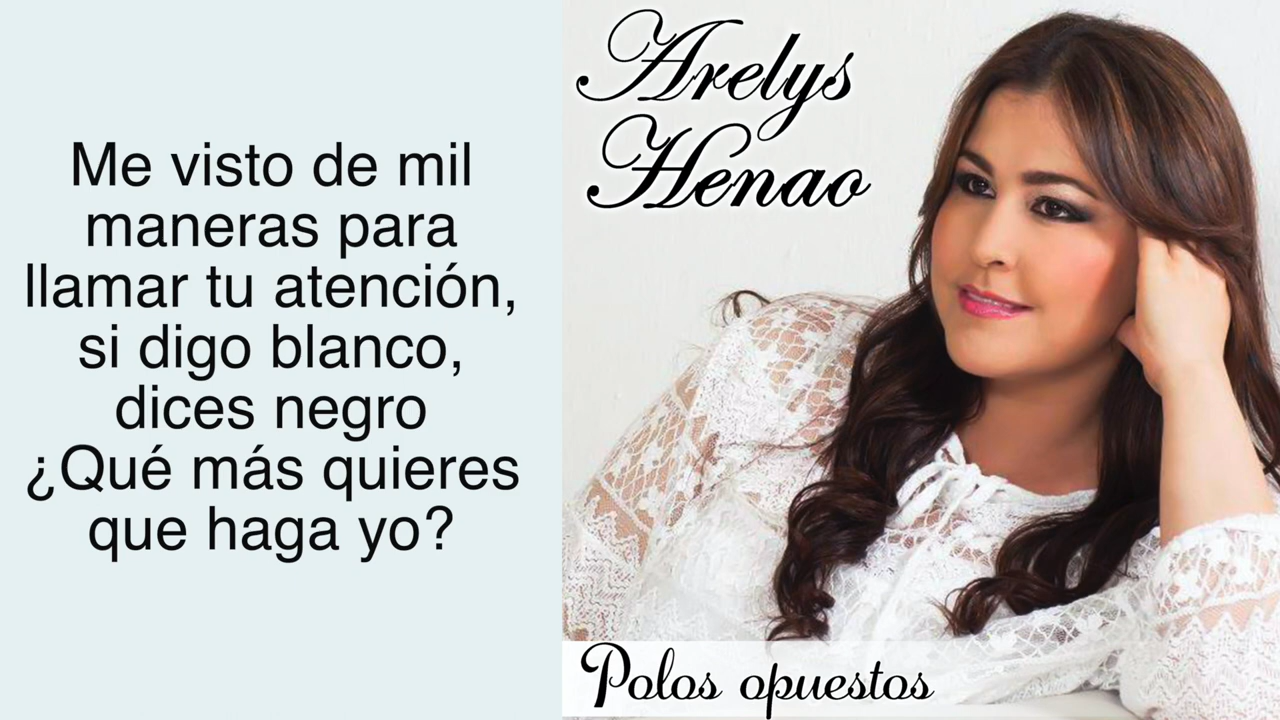 Me visto de mil
maneras para
llamar tu atención,
si digo blanco,
dices negro
¿Qué más quieres
que haga yo?
Arelys
Henao
Polos opuestos